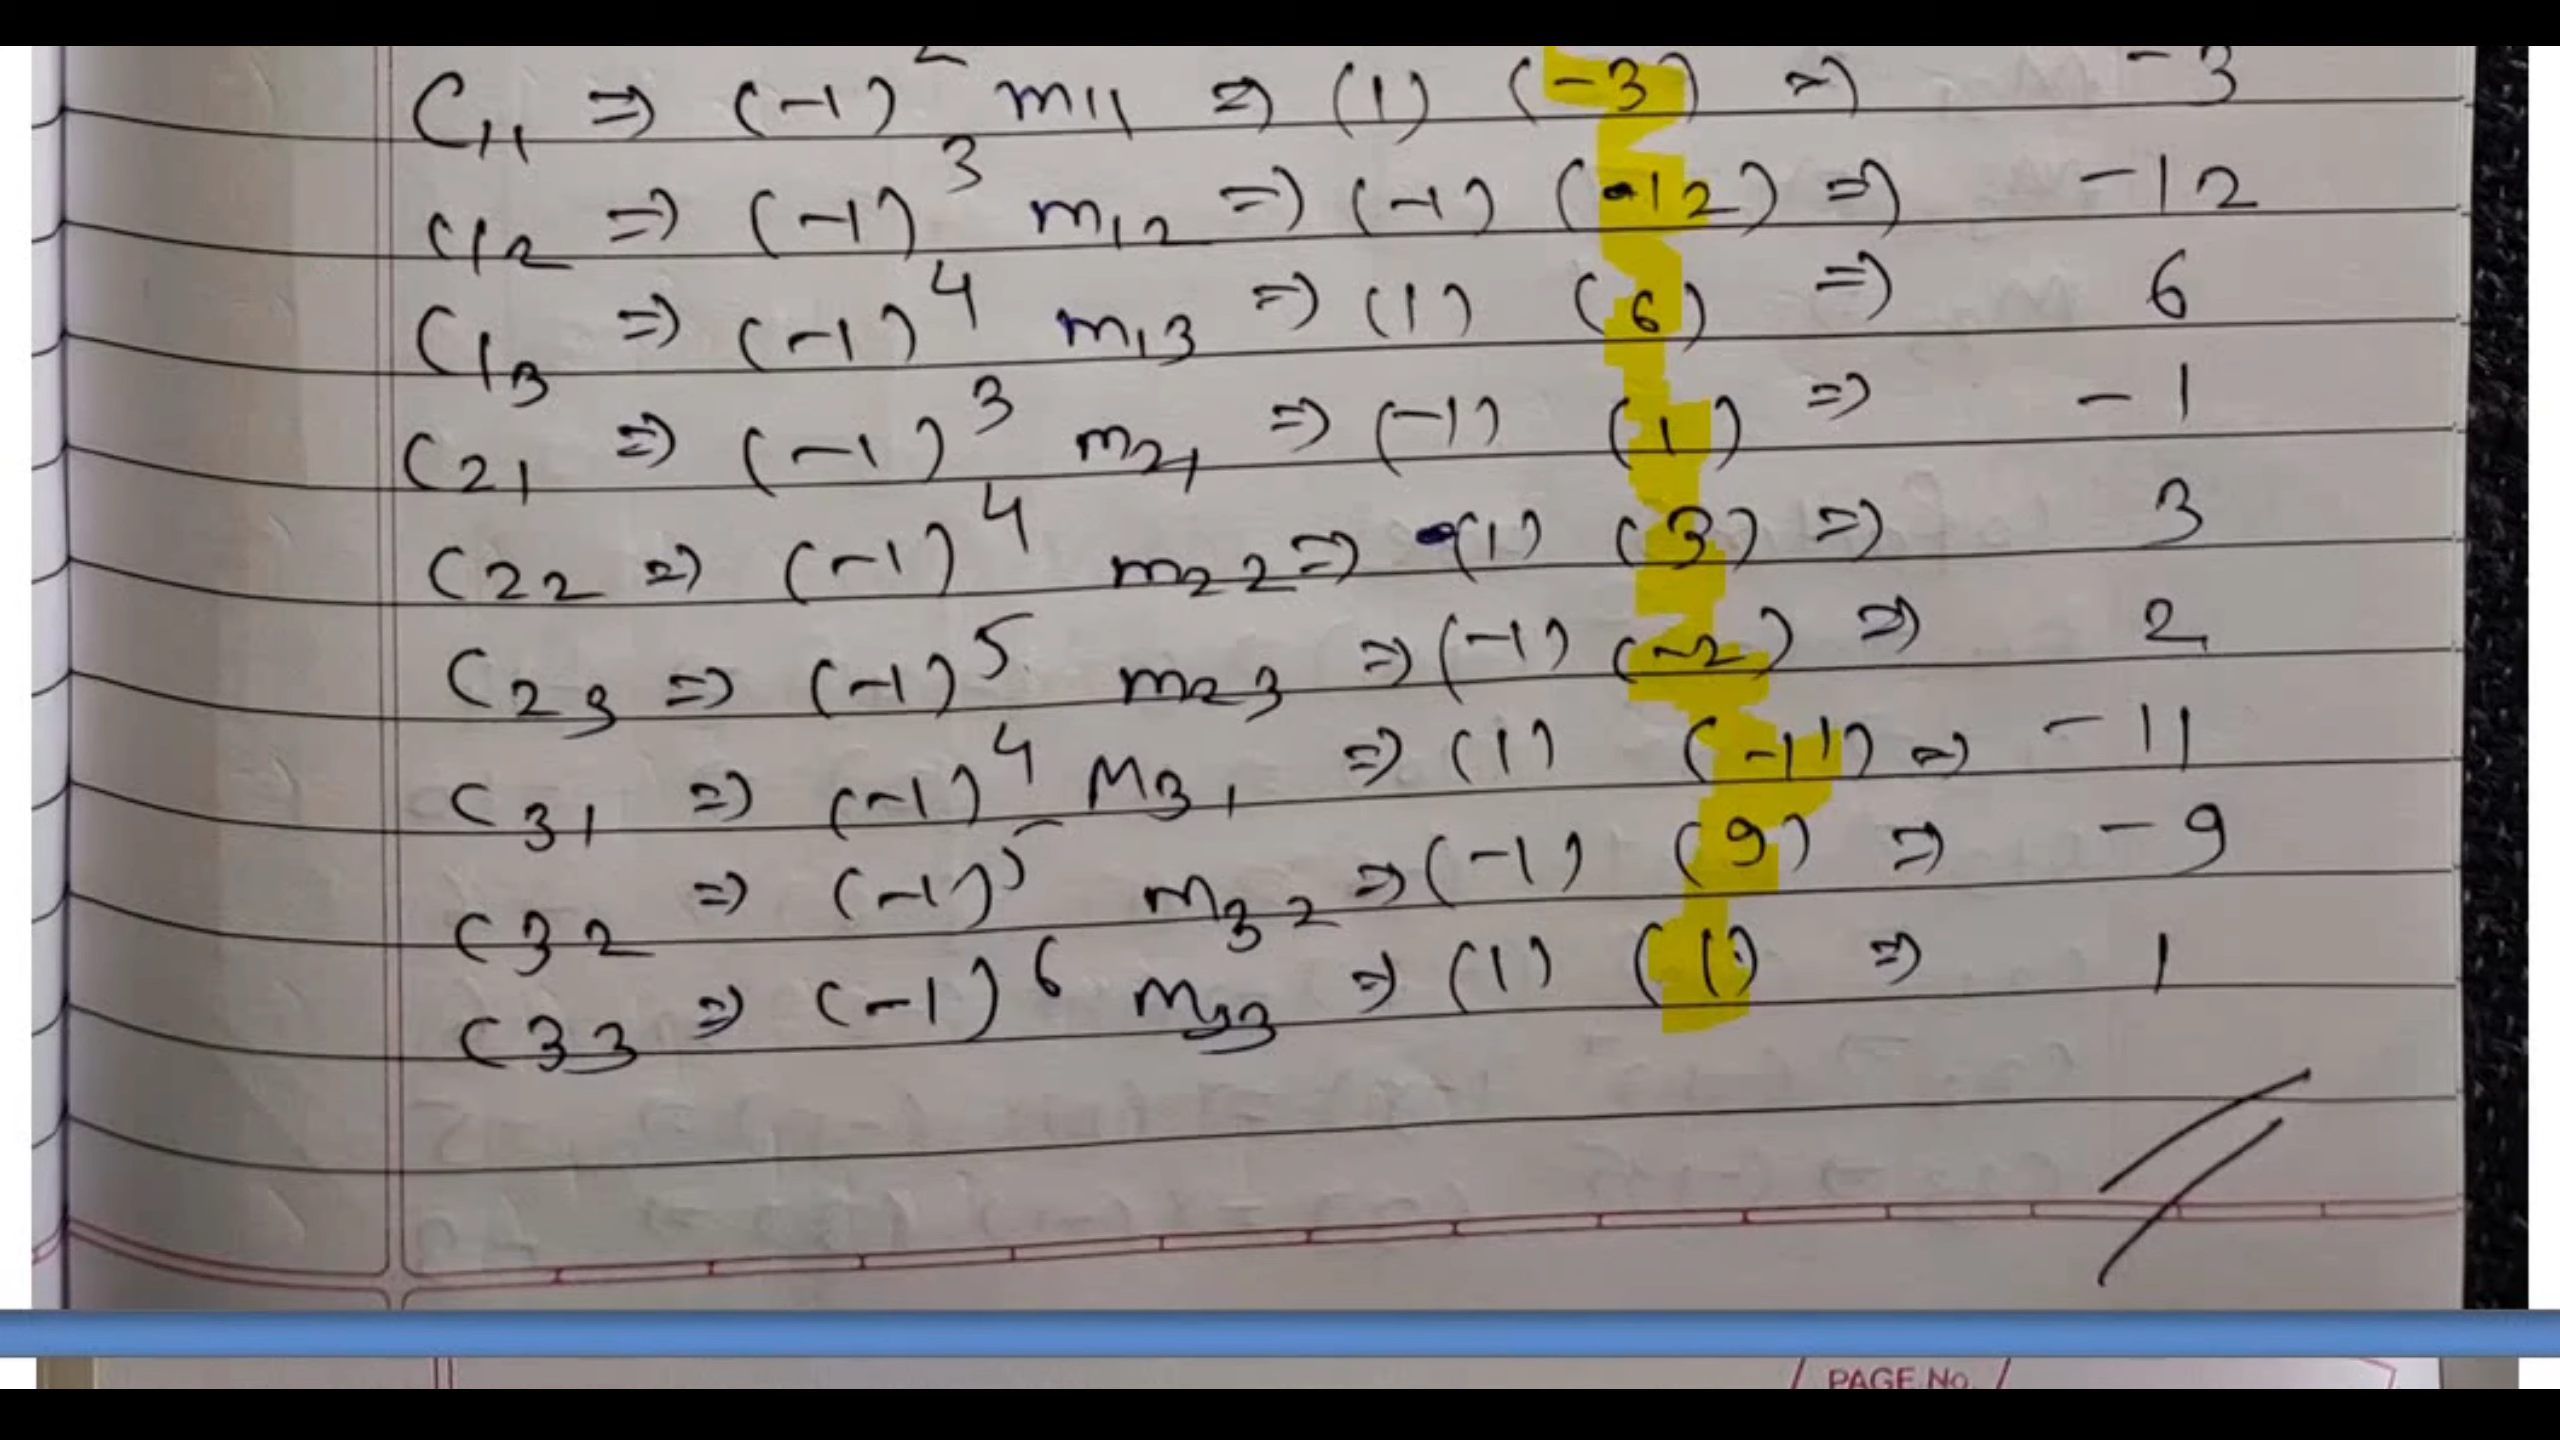 C11 => (-1)^2 m11 => (1) (-3) => -3
C12 => (-1)^3 m12 => (-1) (-12) => -12
C13 => (-1)^4 m13 => (1) (6) => 6
C21 => (-1)^3 m21 => (-1) (1) => -1
C22 => (-1)^4 m22 => (1) (3) => 3
C23 => (-1)^5 m23 => (-1) (-2) => 2
C31 => (-1)^4 M31 => (1) (-11) => -11
C32 => (-1)^5 m32 => (-1) (9) => -9
C33 => (-1)^6 m33 => (1) (1) => 1
PAGE No.